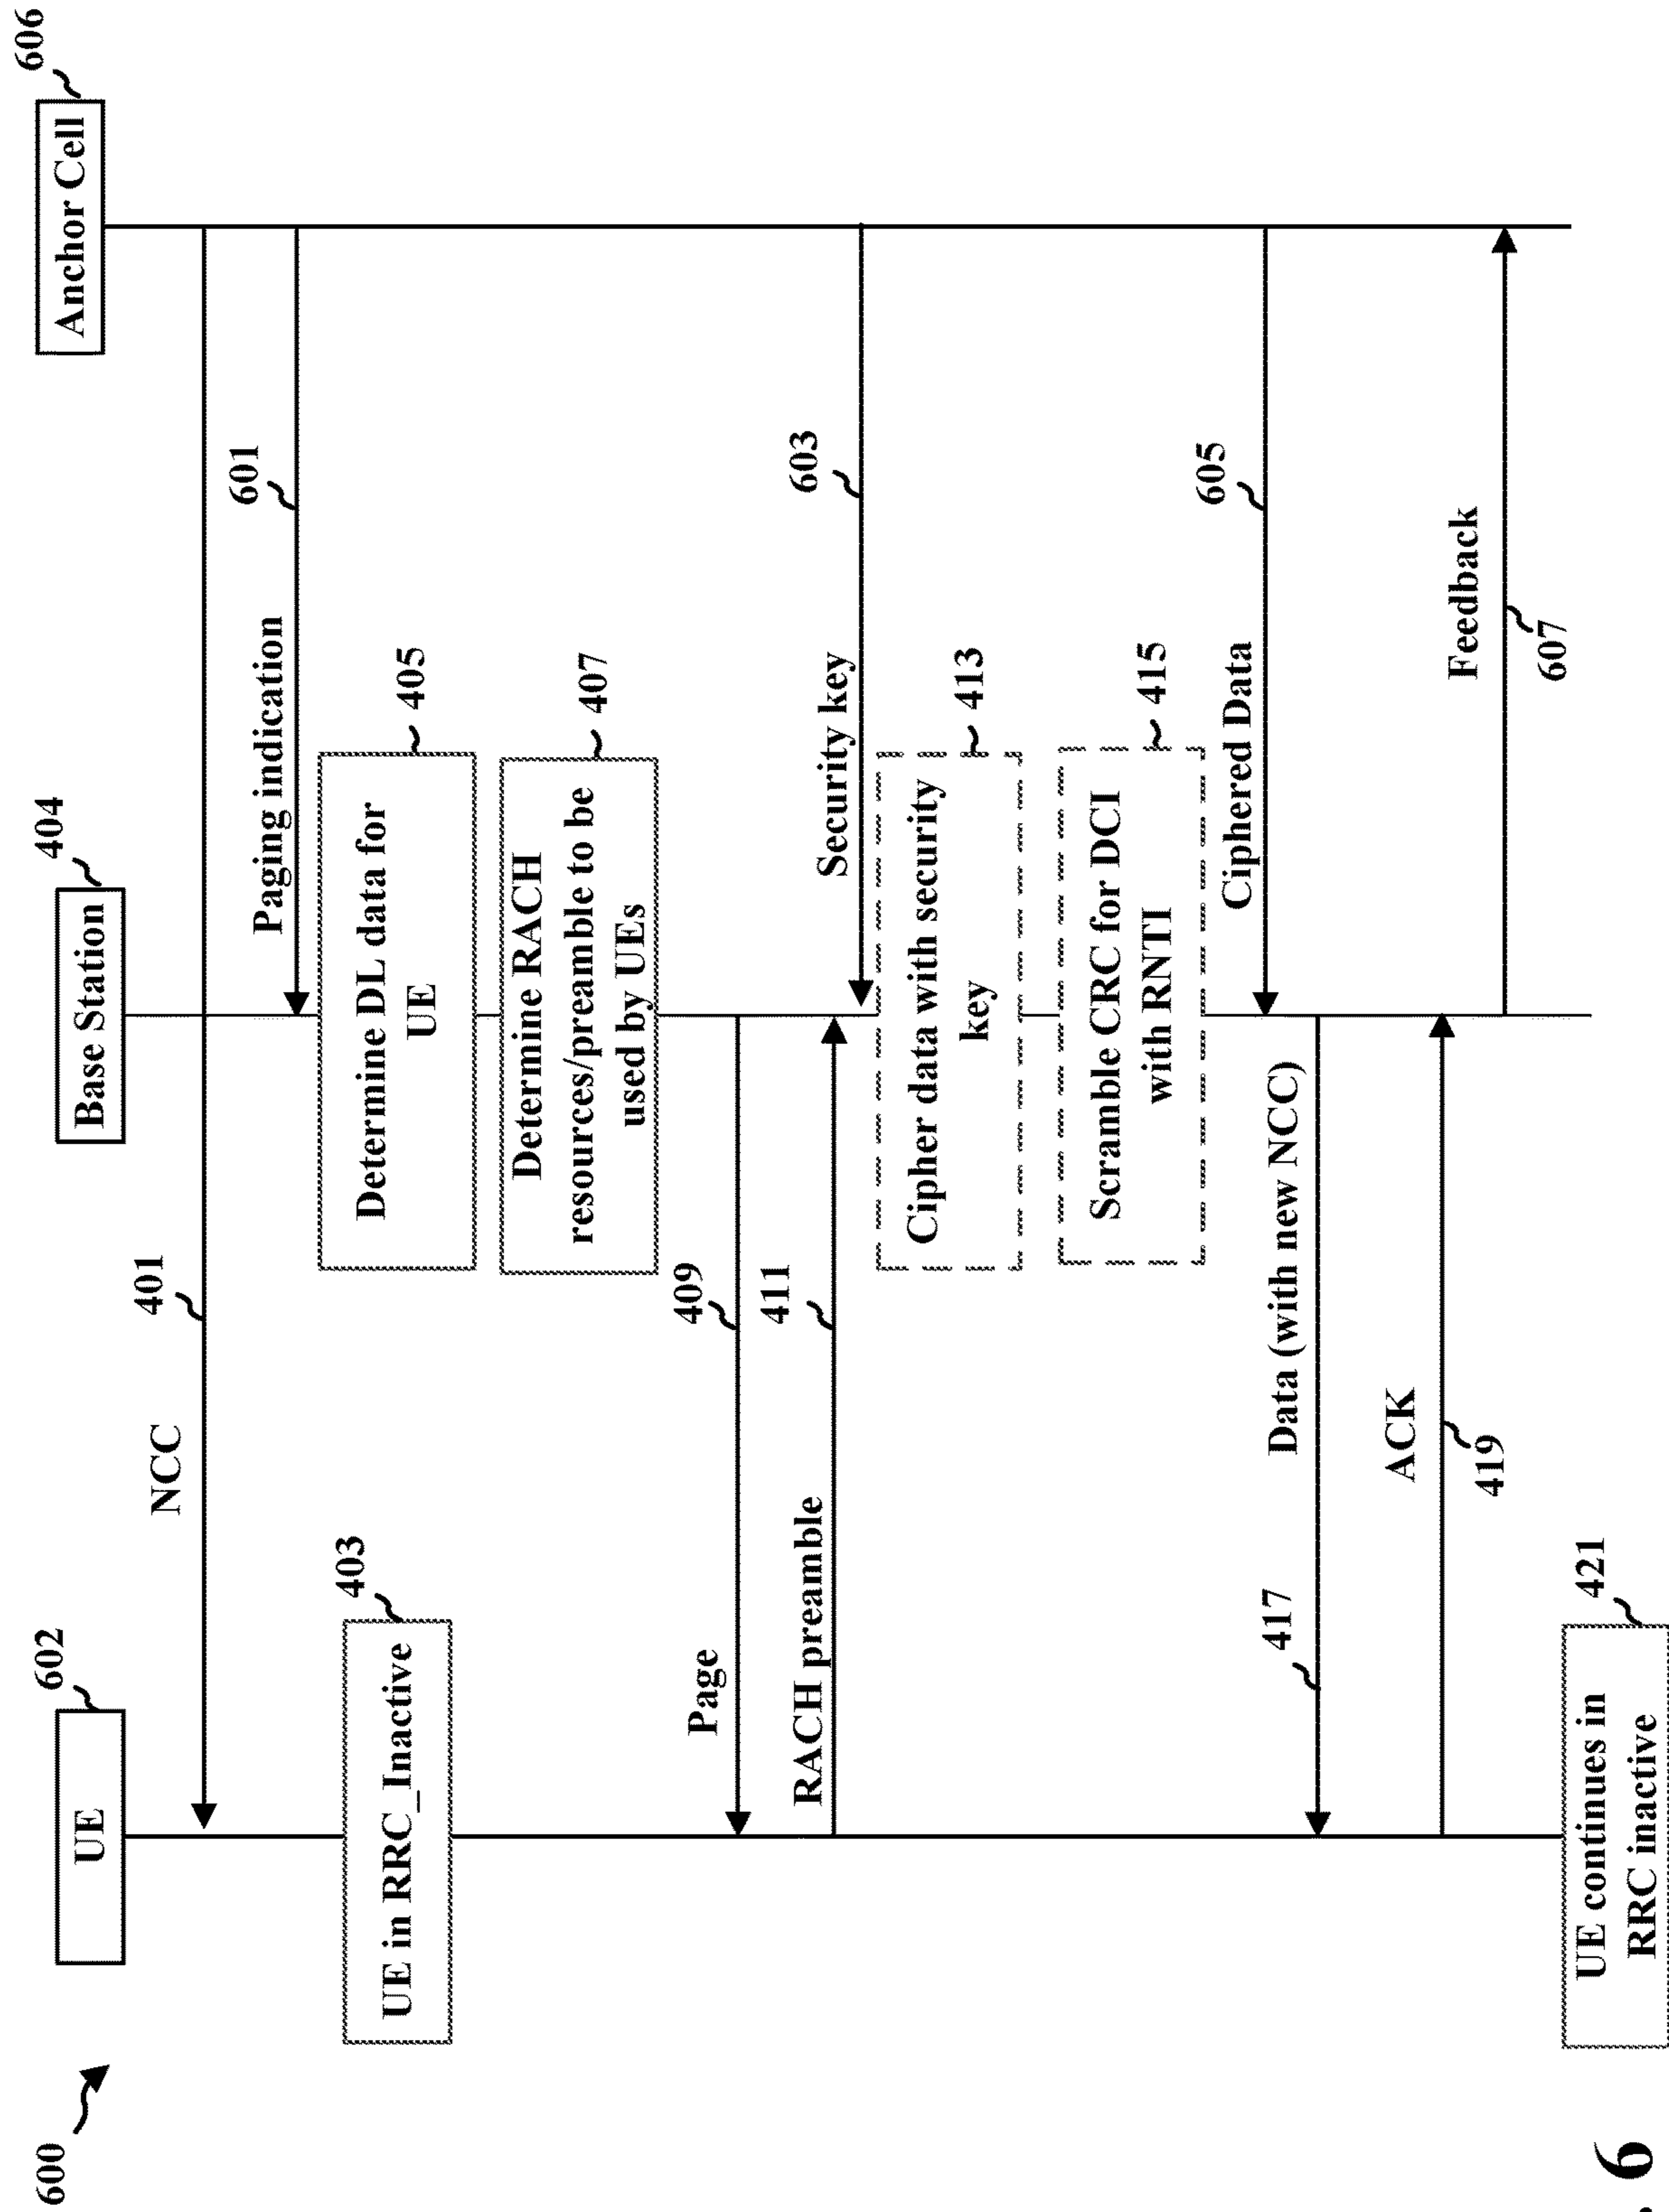 600
UE
602
Base Station
404
Anchor Cell
606
NCC
401
Paging indication
601
UE in RRC_Inactive
403
Determine DL data for
UE
405
Determine RACH
resources/preamble to be
used by UEs
407
Page
409
RACH preamble
411
Security key
603
Cipher data with security
key
413
Scramble CRC for DCI
with RNTI
415
Ciphered Data
605
Data (with new NCC)
417
ACK
419
Feedback
607
UE continues in
RRC inactive
421
. 6